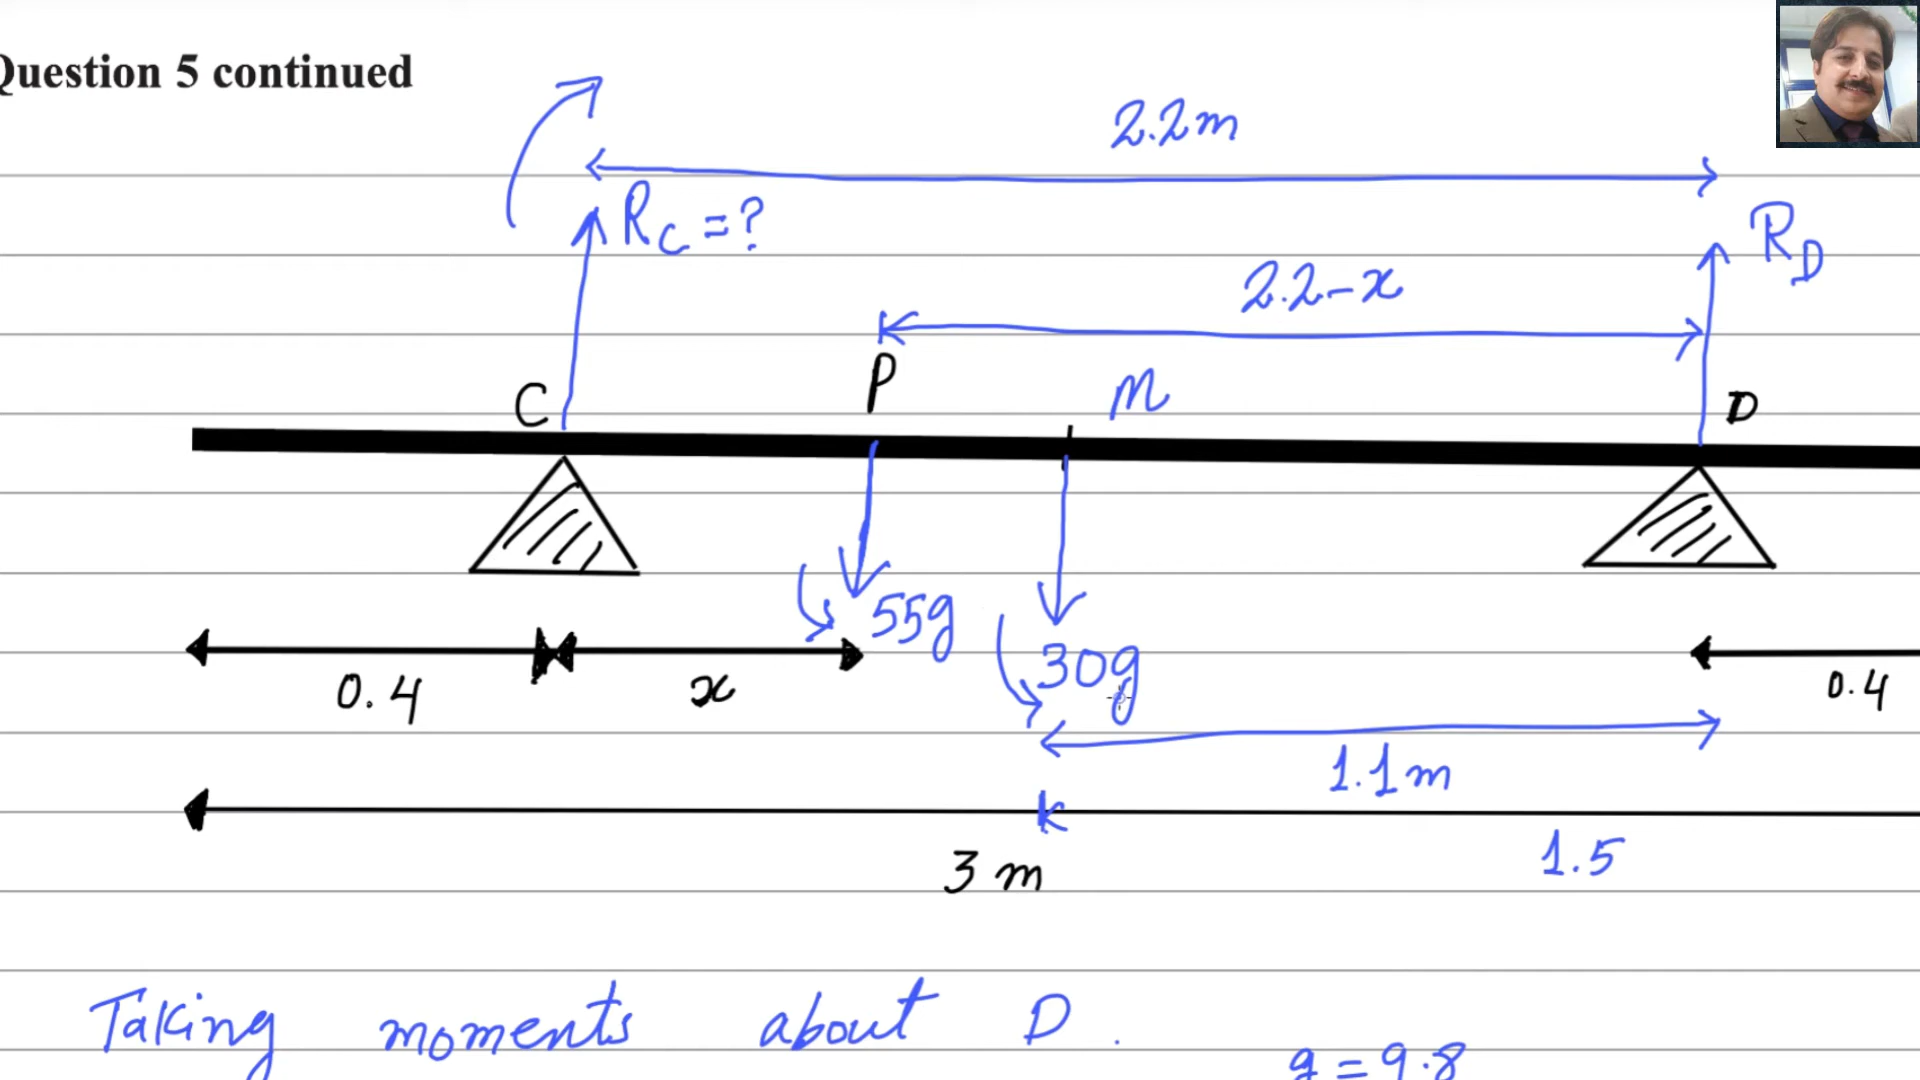 Question 5 continued
2.2m
R_C = ?
R_D
2.2-x
C
P
M
D
55g
30g
0.4
x
0.4
1.1m
3 m
1.5
Taking moments about D.
g = 9.8